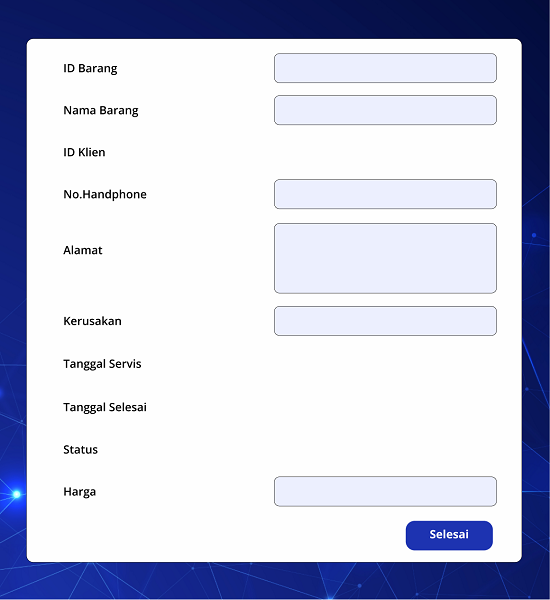 ID Barang
Nama Barang
ID Klien
No.Handphone
Alamat
Kerusakan
Tanggal Servis
Tanggal Selesai
Status
Harga
Selesai